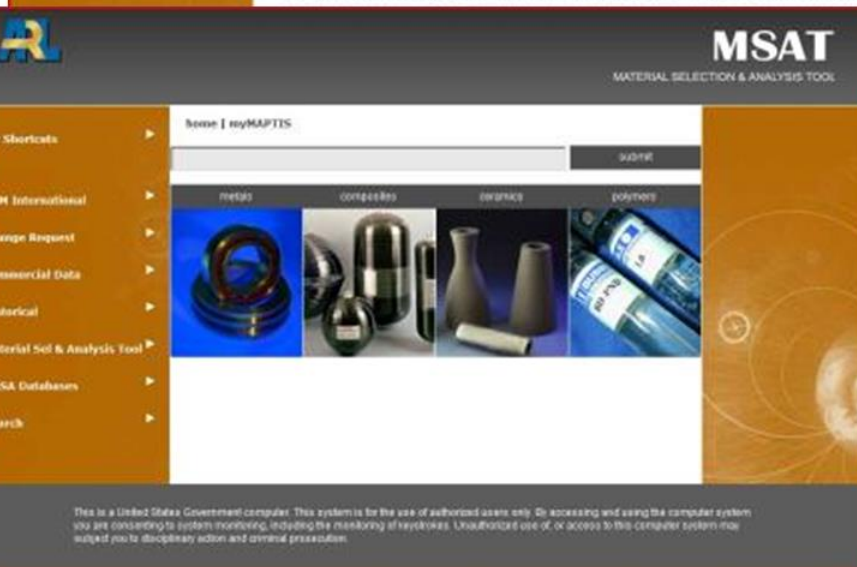 ARL
MSAT
MATERIAL SELECTION & ANALYSIS TOOL
home | myMAPTIS
Shortcuts
submit
M International
metals composites ceramics polymers
ange Request
mmercial Data
torical
terial Sel & Analysis Tool
SA Databases
arch
This is a United States Government computer. This system is for the use of authorized users only. By accessing and using the computer system
you are consenting to system monitoring, including the monitoring of keystrokes. Unauthorized use of, or access to this computer system may
subject you to disciplinary action and criminal prosecution.